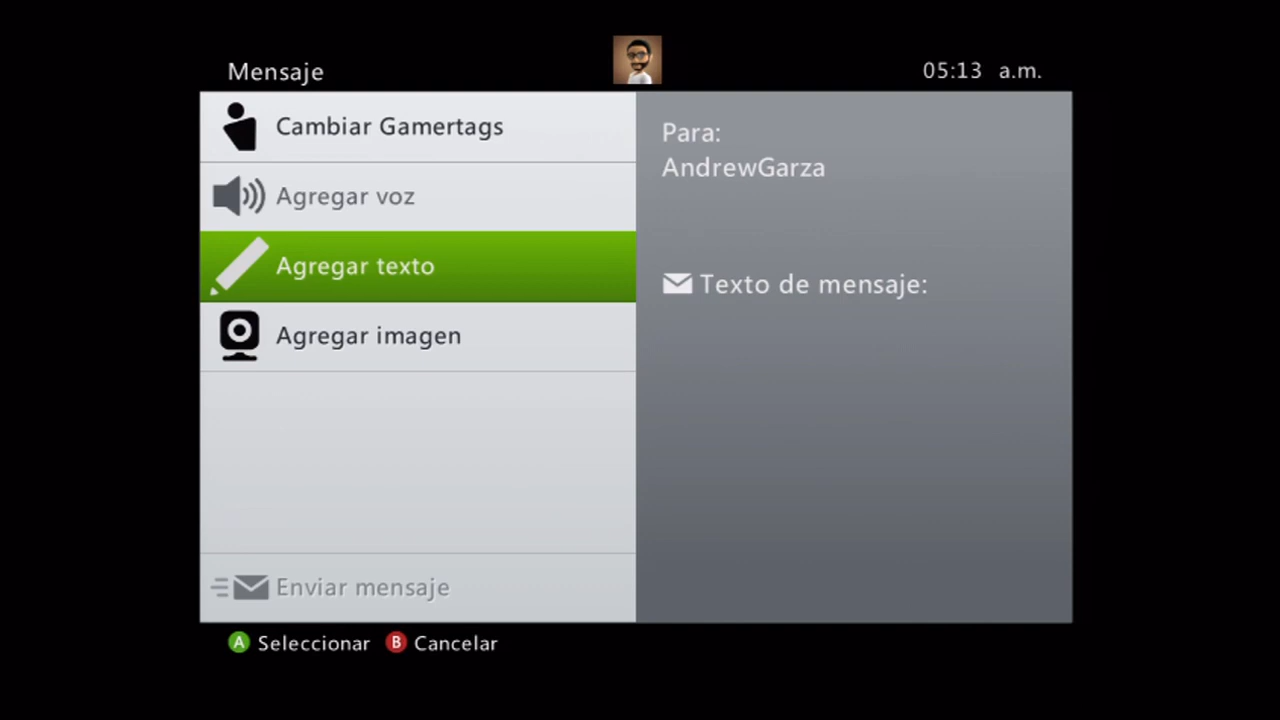 Mensaje
05:13 a.m.
Cambiar Gamertags
Agregar voz
Agregar texto
Agregar imagen
Enviar mensaje
Para:
AndrewGarza
Texto de mensaje:
A Seleccionar B Cancelar